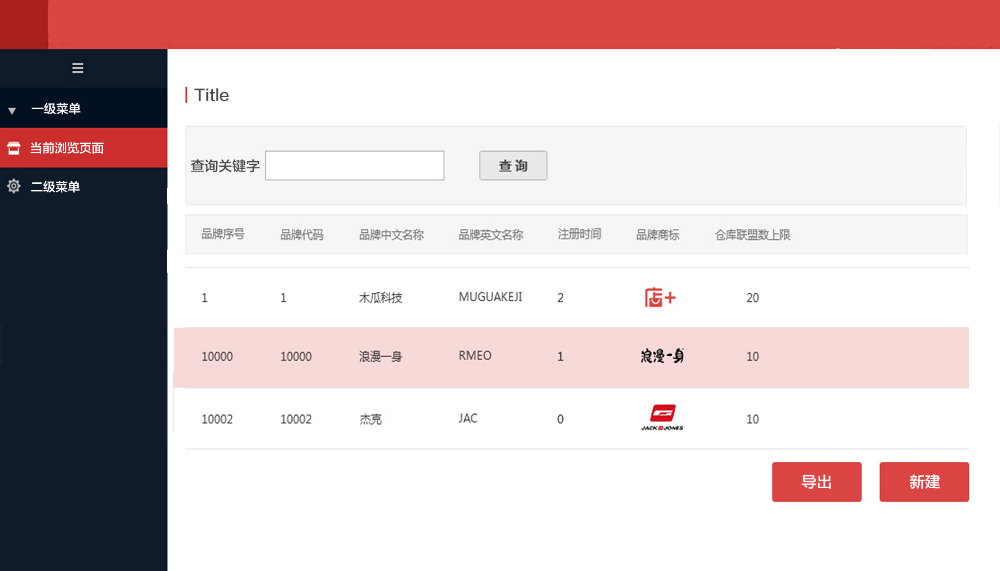 一级菜单
当前浏览页面
二级菜单
Title
查询关键字 查 询
品牌序号 品牌代码 品牌中文名称 品牌英文名称 注册时间 品牌商标 仓库联盟数上限
1 1 木瓜科技 MUGUAKEJI 2 店+ 20
10000 10000 浪漫一身 RMEO 1 浪漫一身 10
10002 10002 杰克 JAC 0 JACK JONES 10
导出 新建